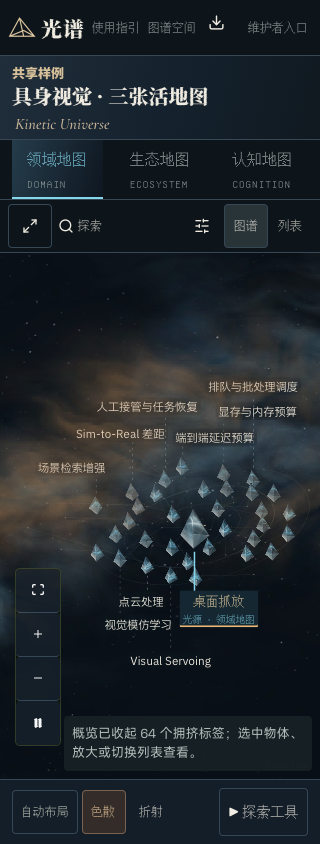 光谱 使用指引 图谱空间 维护者入口
共享样例
具身视觉 · 三张活地图
Kinetic Universe
领域地图 生态地图 认知地图
DOMAIN ECOSYSTEM COGNITION
探索 图谱 列表
排队与批处理调度
人工接管与任务恢复 显存与内存预算
Sim-to-Real 差距 端到端延迟预算
场景检索增强
点云处理 桌面抓放
光源 · 领域地图
视觉模仿学习
Visual Servoing
概览已收起 64 个拥挤标签；选中物体、
放大或切换列表查看。
自动布局 色散 折射 ▶探索工具